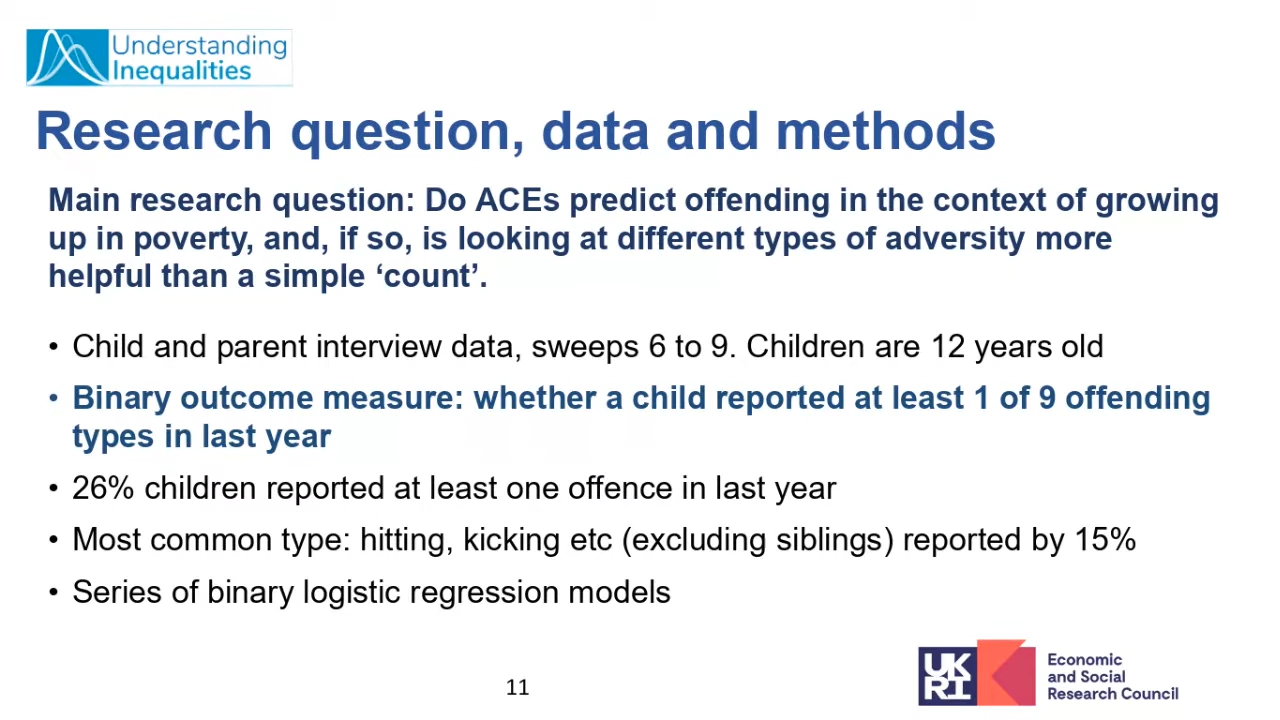 Understanding
Inequalities
Research question, data and methods
Main research question: Do ACEs predict offending in the context of growing
up in poverty, and, if so, is looking at different types of adversity more
helpful than a simple ‘count’.
• Child and parent interview data, sweeps 6 to 9. Children are 12 years old
• Binary outcome measure: whether a child reported at least 1 of 9 offending
types in last year
• 26% children reported at least one offence in last year
• Most common type: hitting, kicking etc (excluding siblings) reported by 15%
• Series of binary logistic regression models
11
UK
RI
Economic
and Social
Research Council